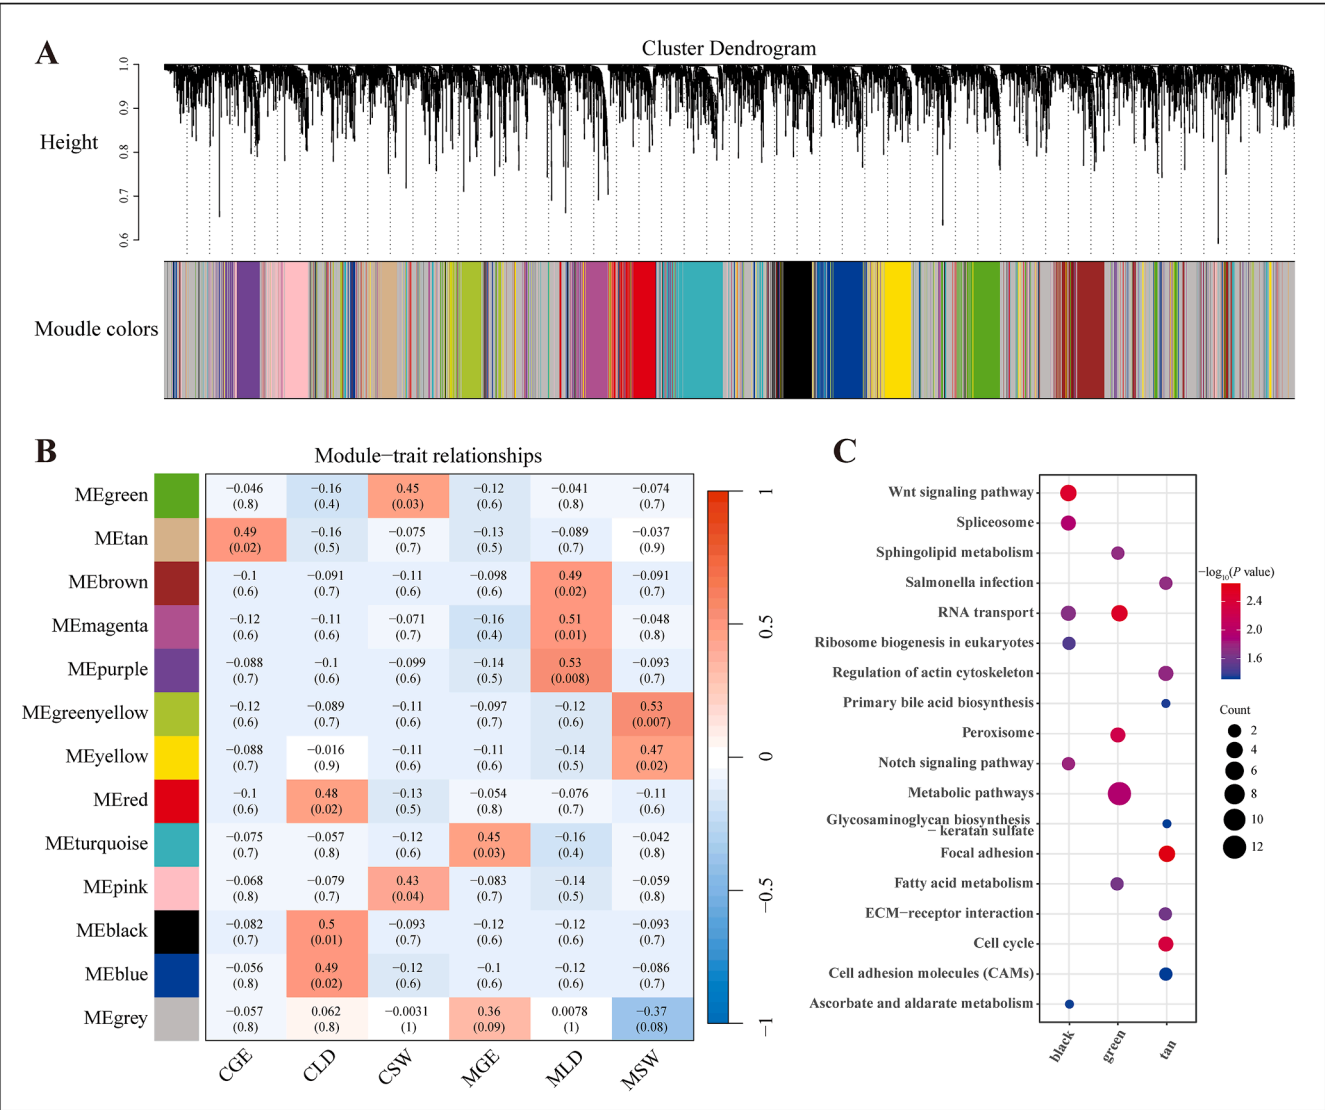 A
Cluster Dendrogram
1.0
0.9
0.8
0.7
0.6
Height
Moudle colors
B
Module−trait relationships
MEgreen −0.046 −0.16 0.45 −0.12 −0.041 −0.074
(0.8) (0.4) (0.03) (0.6) (0.8) (0.7)
MEtan 0.49 −0.16 −0.075 −0.13 −0.089 −0.037
(0.02) (0.5) (0.7) (0.5) (0.7) (0.9)
MEbrown −0.1 −0.091 −0.11 −0.098 0.49 −0.091
(0.6) (0.7) (0.6) (0.6) (0.02) (0.7)
MEmagenta −0.12 −0.11 −0.071 −0.16 0.51 −0.048
(0.6) (0.6) (0.7) (0.4) (0.01) (0.8)
MEpurple −0.088 −0.1 −0.099 −0.14 0.53 −0.093
(0.7) (0.6) (0.6) (0.5) (0.008) (0.7)
MEgreenyellow −0.12 −0.089 −0.11 −0.097 −0.12 0.53
(0.6) (0.7) (0.6) (0.7) (0.6) (0.007)
MEyellow −0.088 −0.016 −0.11 −0.11 −0.14 0.47
(0.7) (0.9) (0.6) (0.6) (0.5) (0.02)
MEred −0.1 0.48 −0.13 −0.054 −0.076 −0.11
(0.6) (0.02) (0.5) (0.8) (0.7) (0.6)
MEturquoise −0.075 −0.057 −0.12 0.45 −0.16 −0.042
(0.7) (0.8) (0.6) (0.03) (0.4) (0.8)
MEpink −0.068 −0.079 0.43 −0.083 −0.14 −0.059
(0.8) (0.7) (0.04) (0.7) (0.5) (0.8)
MEblack −0.082 0.5 −0.093 −0.12 −0.12 −0.093
(0.7) (0.01) (0.7) (0.6) (0.6) (0.7)
MEblue −0.056 0.49 −0.12 −0.1 −0.12 −0.086
(0.8) (0.02) (0.6) (0.6) (0.6) (0.7)
MEgrey −0.057 0.062 −0.0031 0.36 0.0078 −0.37
(0.8) (0.8) (1) (0.09) (1) (0.08)
CGE CLD CSW MGE MLD MSW
1
0.5
0
−0.5
−1
C
Wnt signaling pathway
Spliceosome
Sphingolipid metabolism
Salmonella infection
RNA transport
Ribosome biogenesis in eukaryotes
Regulation of actin cytoskeleton
Primary bile acid biosynthesis
Peroxisome
Notch signaling pathway
Metabolic pathways
Glycosaminoglycan biosynthesis
− keratan sulfate
Focal adhesion
Fatty acid metabolism
ECM−receptor interaction
Cell cycle
Cell adhesion molecules (CAMs)
Ascorbate and aldarate metabolism
black green tan
−log10(P value)
2.4
2.0
1.6
Count
2
4
6
8
10
12